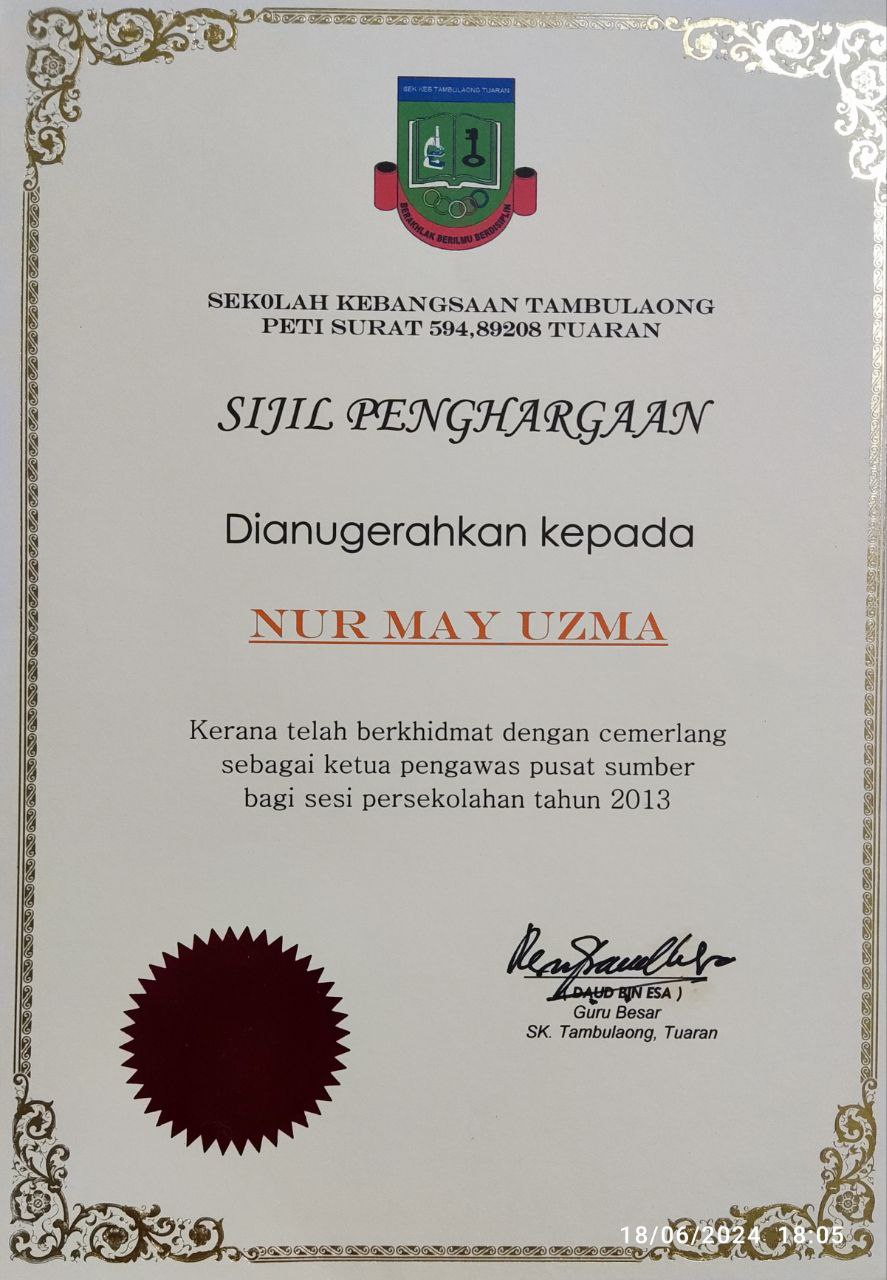 SEK KEB TAMBULAONG TUARAN
BERAKHLAK BERILMU BERDISIPLIN
SEK0LAH KEBANGSAAN TAMBULAONG
PETI SURAT 594,89208 TUARAN
SIJIL PENGHARGAAN
Dianugerahkan kepada
NUR MAY UZMA
Kerana telah berkhidmat dengan cemerlang
sebagai ketua pengawas pusat sumber
bagi sesi persekolahan tahun 2013
( DAUD BIN ESA )
Guru Besar
SK. Tambulaong, Tuaran
18/06/2024 18:05